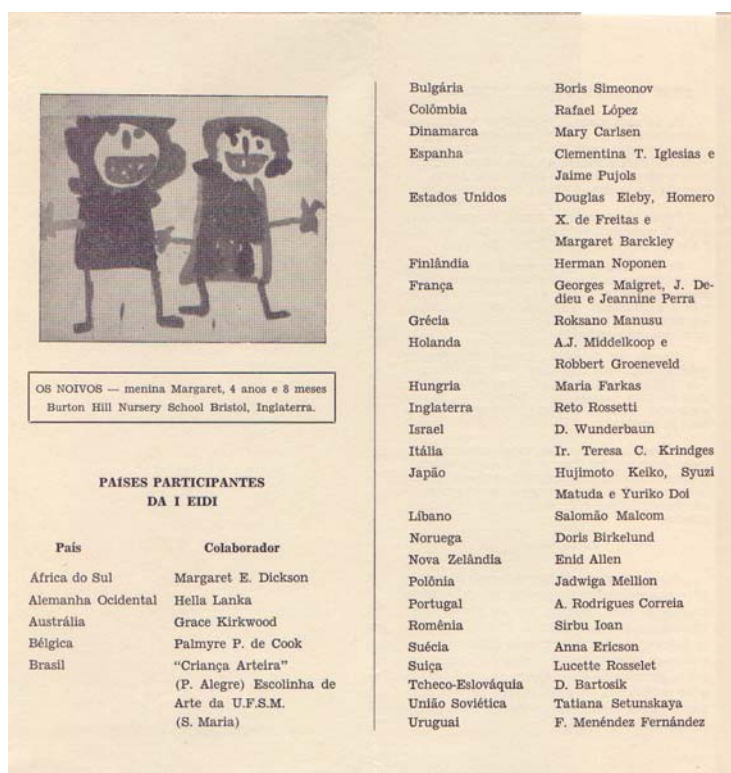 OS NOIVOS — menina Margaret, 4 anos e 8 meses
Burton Hill Nursery School Bristol, Inglaterra.
PAÍSES PARTICIPANTES
DA I EIDI
País Colaborador
Africa do Sul Margaret E. Dickson
Alemanha Ocidental Hella Lanka
Austrália Grace Kirkwood
Bélgica Palmyre P. de Cook
Brasil “Criança Arteira”
(P. Alegre) Escolinha de
Arte da U.F.S.M.
(S. Maria)
Bulgária Boris Simeonov
Colômbia Rafael López
Dinamarca Mary Carlsen
Espanha Clementina T. Iglesias e
Jaime Pujols
Estados Unidos Douglas Eleby, Homero
X. de Freitas e
Margaret Barckley
Finlândia Herman Noponen
França Georges Maigret, J. De-
dieu e Jeannine Perra
Grécia Roksano Manusu
Holanda A.J. Middelkoop e
Robbert Groeneveld
Hungria Maria Farkas
Inglaterra Reto Rossetti
Israel D. Wunderbaun
Itália Ir. Teresa C. Krindges
Japão Hujimoto Keiko, Syuzi
Matuda e Yuriko Doi
Líbano Salomão Malcom
Noruega Doris Birkelund
Nova Zelândia Enid Allen
Polônia Jadwiga Mellion
Portugal A. Rodrigues Correia
Romênia Sirbu Ioan
Suécia Anna Ericson
Suiça Lucette Rosselet
Tcheco-Eslováquia D. Bartosik
União Soviética Tatiana Setunskaya
Uruguai F. Menéndez Fernández